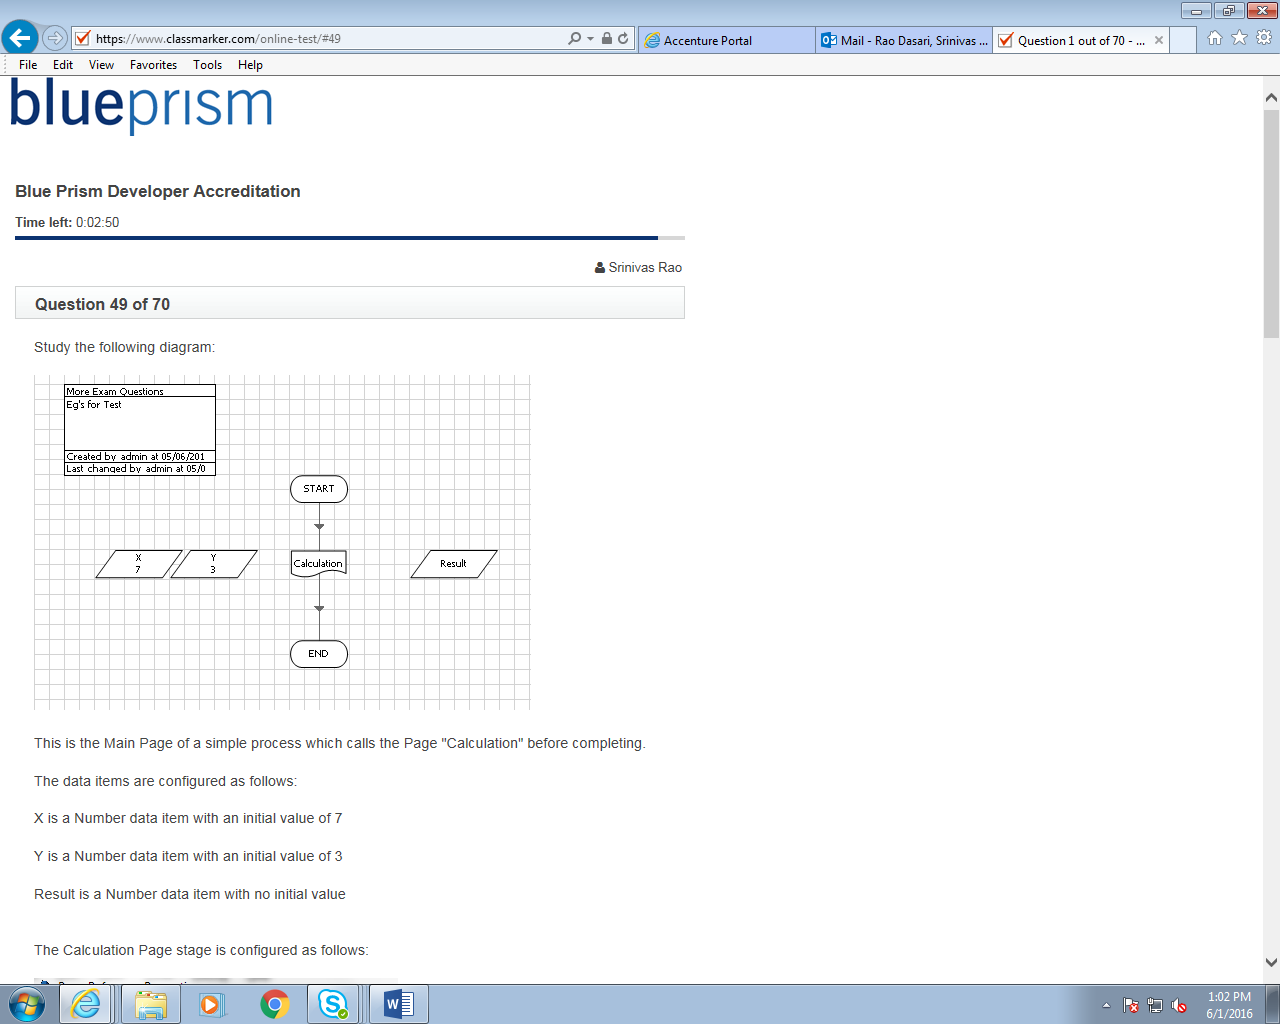 https://www.classmarker.com/online-test/#49
Accenture Portal
Mail - Rao Dasari, Srinivas ...
Question 1 out of 70 - ...
File Edit View Favorites Tools Help
blueprism
Blue Prism Developer Accreditation
Time left: 0:02:50
Srinivas Rao
Question 49 of 70
Study the following diagram:
More Exam Questions
Eg's for Test
Created by admin at 05/06/201
Last changed by admin at 05/0
START
X
7
Y
3
Calculation
Result
END
This is the Main Page of a simple process which calls the Page "Calculation" before completing.
The data items are configured as follows:
X is a Number data item with an initial value of 7
Y is a Number data item with an initial value of 3
Result is a Number data item with no initial value
The Calculation Page stage is configured as follows:
1:02 PM
6/1/2016